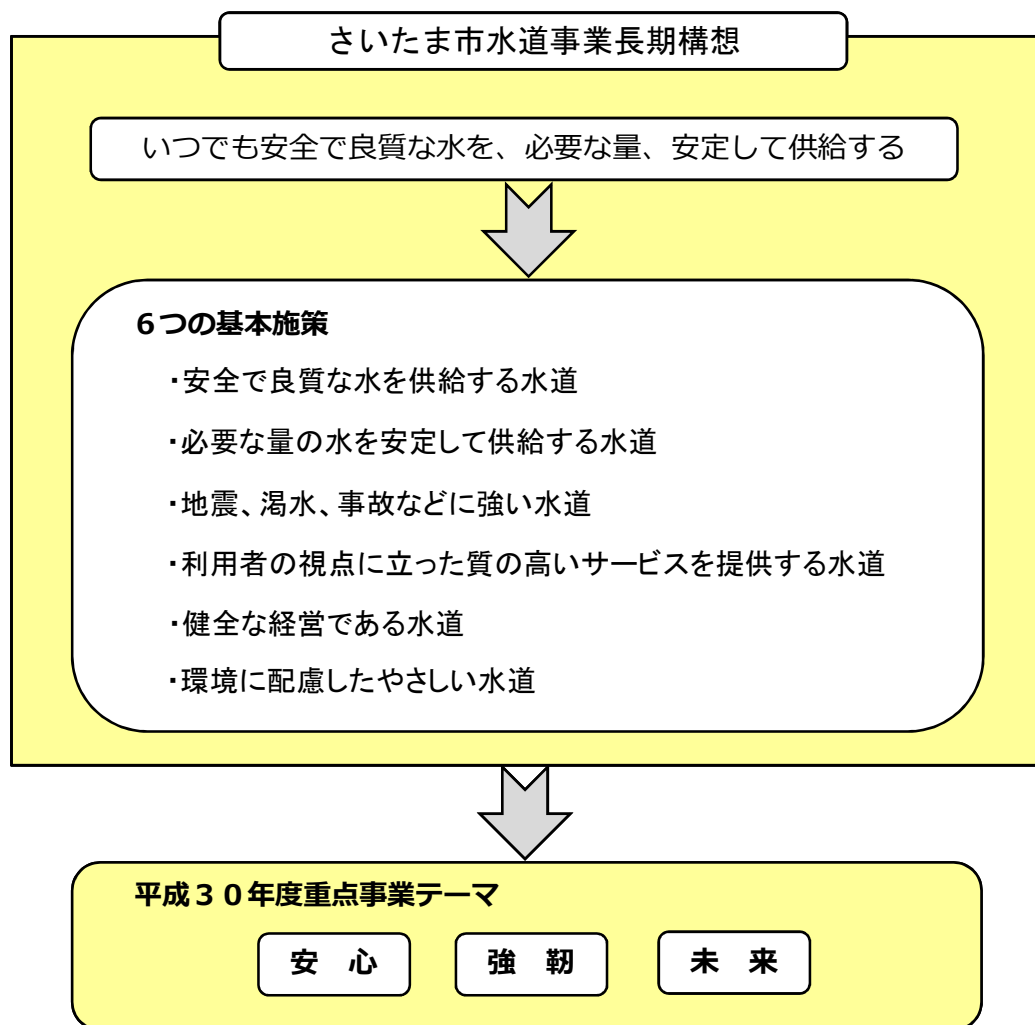 さいたま市水道事業長期構想
いつでも安全で良質な水を、必要な量、安定して供給する
６つの基本施策
・安全で良質な水を供給する水道
・必要な量の水を安定して供給する水道
・地震、渇水、事故などに強い水道
・利用者の視点に立った質の高いサービスを提供する水道
・健全な経営である水道
・環境に配慮したやさしい水道
平成３０年度重点事業テーマ
安　心　強　靭　未　来